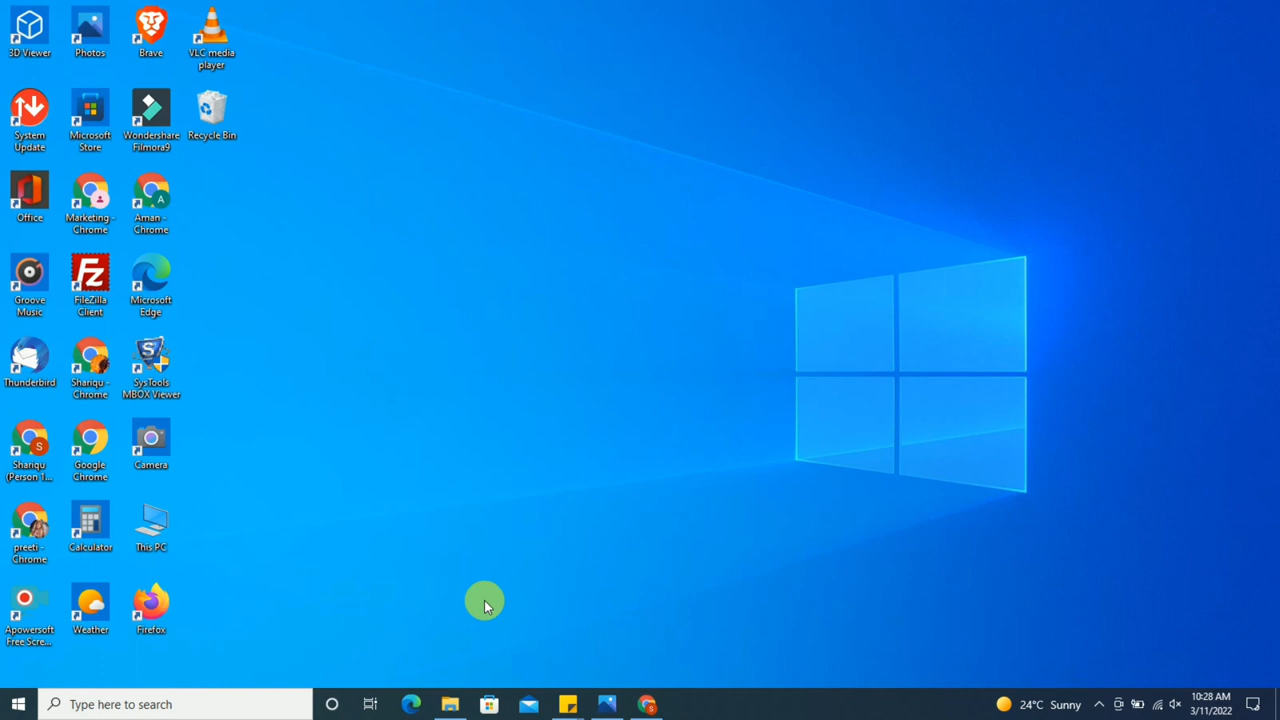 3D Viewer
Photos
Brave
VLC media
player
System
Update
Microsoft
Store
Wondershare
Filmora9
Recycle Bin
Office
Marketing -
Chrome
A
Aman -
Chrome
Groove
Music
FZ
FileZilla
Client
Microsoft
Edge
Thunderbird
Shariqu -
Chrome
S
SysTools
MBOX Viewer
S
Shariqu
(Person 1...
Google
Chrome
Camera
preeti -
Chrome
Calculator
This PC
Apowersoft
Free Scre...
Weather
Firefox
Type here to search
S
24°C Sunny
10:28 AM
3/11/2022